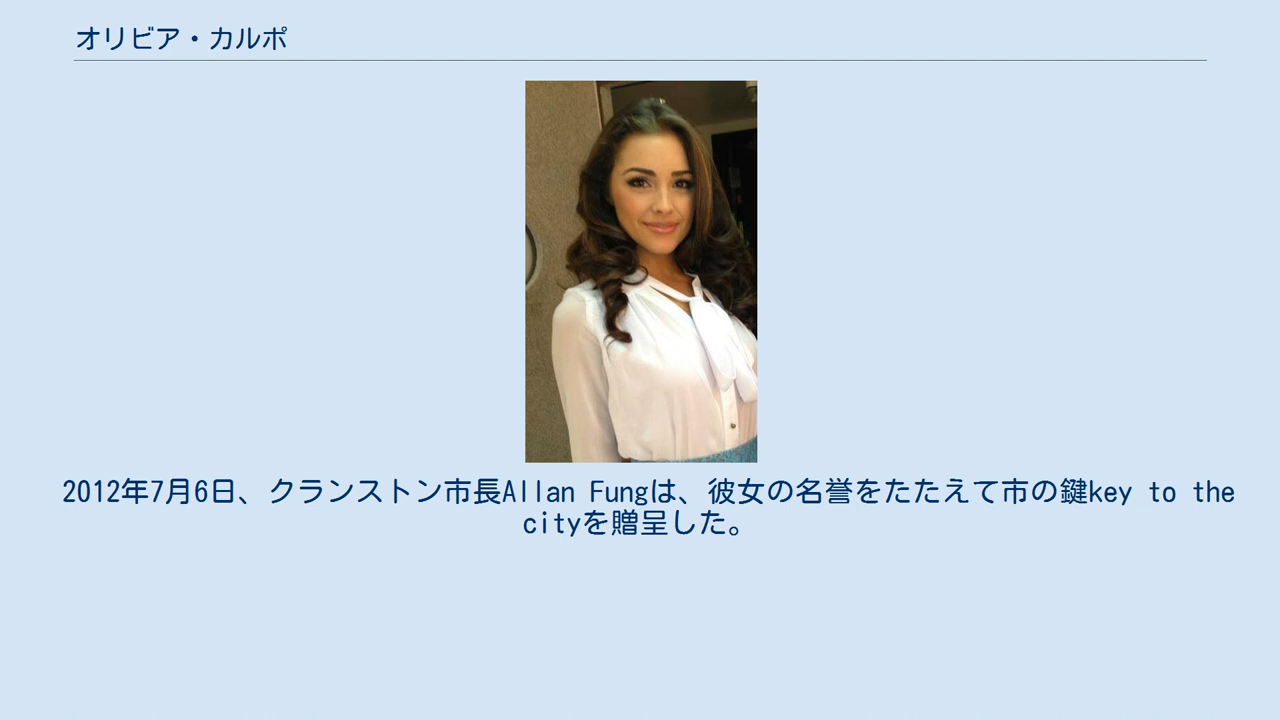 オリビア・カルポ
2012年7月6日、クランストン市長Allan Fungは、彼女の名誉をたたえて市の鍵key to the
cityを贈呈した。